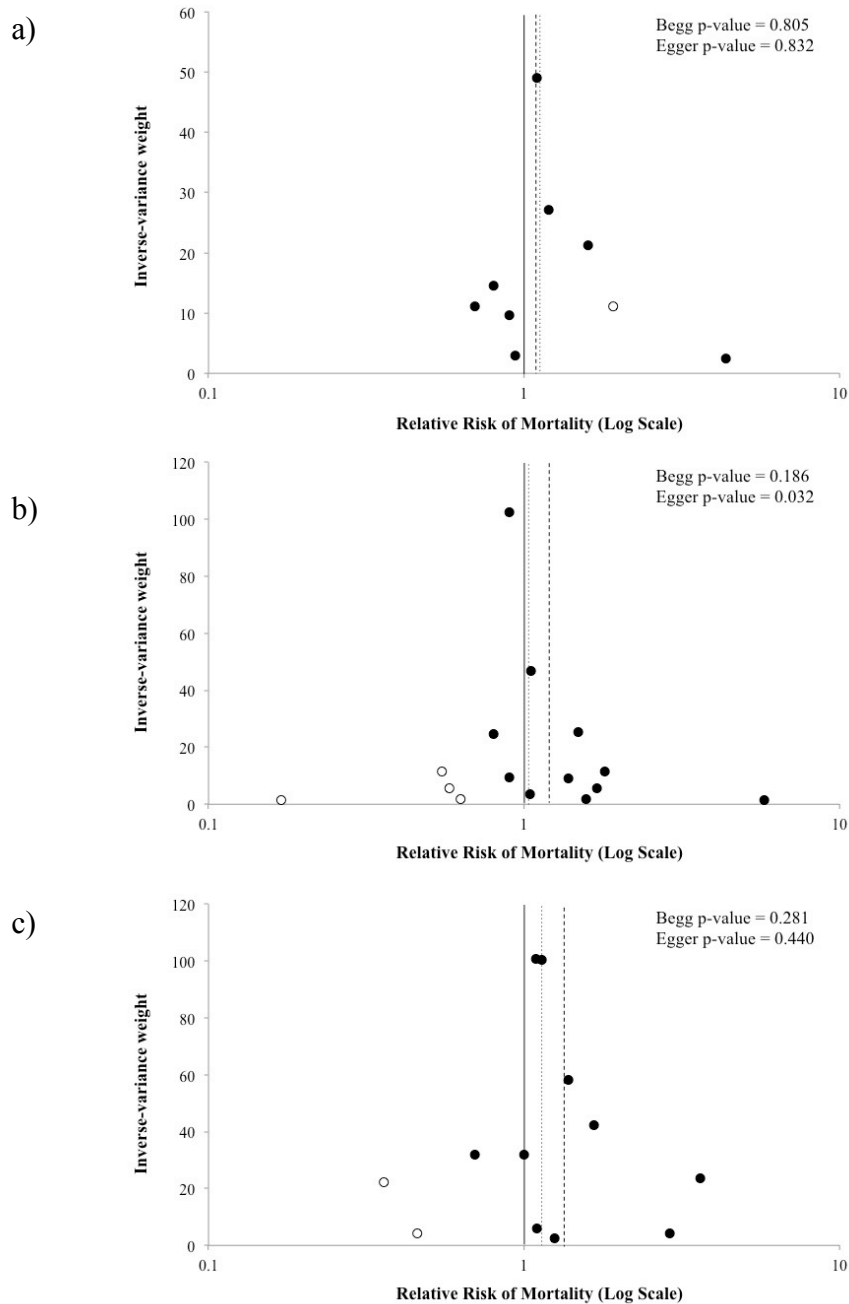 a)
Begg p-value = 0.805
Egger p-value = 0.832
Inverse-variance weight
60
50
40
30
20
10
0
0.1
1
10
Relative Risk of Mortality (Log Scale)
b)
Begg p-value = 0.186
Egger p-value = 0.032
Inverse-variance weight
120
100
80
60
40
20
0
0.1
1
10
Relative Risk of Mortality (Log Scale)
c)
Begg p-value = 0.281
Egger p-value = 0.440
Inverse-variance weight
120
100
80
60
40
20
0
0.1
1
10
Relative Risk of Mortality (Log Scale)